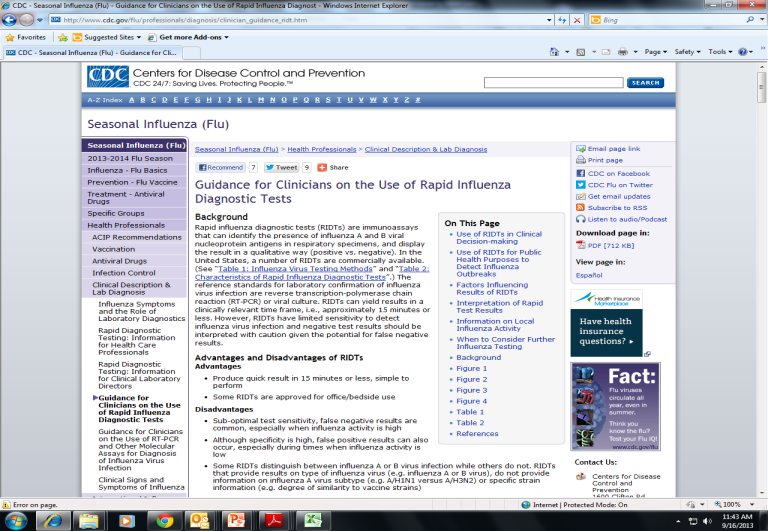 CDC - Seasonal Influenza (Flu) - Guidance for Clinicians on the Use of Rapid Influenza Diagnost - Windows Internet Explorer
http://www.cdc.gov/flu/professionals/diagnosis/clinician_guidance_ridt.htm
Bing
Favorites
Suggested Sites
Get more Add-ons
CDC - Seasonal Influenza (Flu) - Guidance for Cli...
Page
Safety
Tools
CDC
Centers for Disease Control and Prevention
CDC 24/7: Saving Lives. Protecting People.™
SEARCH
A-Z Index A B C D E F G H I J K L M N O P Q R S T U V W X Y Z #
Seasonal Influenza (Flu)
Seasonal Influenza (Flu)
2013-2014 Flu Season
Influenza - Flu Basics
Prevention - Flu Vaccine
Treatment - Antiviral
Drugs
Specific Groups
Health Professionals
ACIP Recommendations
Vaccination
Antiviral Drugs
Infection Control
Clinical Description &
Lab Diagnosis
Influenza Symptoms
and the Role of
Laboratory Diagnostics
Rapid Diagnostic
Testing: Information
for Health Care
Professionals
Rapid Diagnostic
Testing: Information
for Clinical Laboratory
Directors
Guidance for
Clinicians on the Use
of Rapid Influenza
Diagnostic Tests
Guidance for Clinicians
on the Use of RT-PCR
and Other Molecular
Assays for Diagnosis
of Influenza Virus
Infection
Clinical Signs and
Symptoms of Influenza
Seasonal Influenza (Flu) > Health Professionals > Clinical Description & Lab Diagnosis
Recommend 7 Tweet 9 Share
Guidance for Clinicians on the Use of Rapid Influenza
Diagnostic Tests
Background
Rapid influenza diagnostic tests (RIDTs) are immunoassays
that can identify the presence of influenza A and B viral
nucleoprotein antigens in respiratory specimens, and display
the result in a qualitative way (positive vs. negative). In the
United States, a number of RIDTs are commercially available.
(See "Table 1: Influenza Virus Testing Methods" and "Table 2:
Characteristics of Rapid Influenza Diagnostic Tests".) The
reference standards for laboratory confirmation of influenza
virus infection are reverse transcription-polymerase chain
reaction (RT-PCR) or viral culture. RIDTs can yield results in a
clinically relevant time frame, i.e., approximately 15 minutes or
less. However, RIDTs have limited sensitivity to detect
influenza virus infection and negative test results should be
interpreted with caution given the potential for false negative
results.
Advantages and Disadvantages of RIDTs
Advantages
• Produce quick result in 15 minutes or less, simple to
perform
• Some RIDTs are approved for office/bedside use
Disadvantages
• Sub-optimal test sensitivity, false negative results are
common, especially when influenza activity is high
• Although specificity is high, false positive results can also
occur, especially during times when influenza activity is
low
• Some RIDTs distinguish between influenza A or B virus infection while others do not. RIDTs
that provide results on type of influenza virus (e.g. influenza A or B virus), do not provide
information on influenza A virus subtype (e.g. A/H1N1 versus A/H3N2) or specific strain
information (e.g. degree of similarity to vaccine strains)
On This Page
• Use of RIDTs in Clinical
Decision-making
• Use of RIDTs for Public
Health Purposes to
Detect Influenza
Outbreaks
• Factors Influencing
Results of RIDTs
• Interpretation of Rapid
Test Results
• Information on Local
Influenza Activity
• When to Consider Further
Influenza Testing
• Background
• Figure 1
• Figure 2
• Figure 3
• Figure 4
• Table 1
• Table 2
• References
Email page link
Print page
CDC on Facebook
CDC Flu on Twitter
Get email updates
Subscribe to RSS
Listen to audio/Podcast
Download page in:
PDF [712 KB]
View page in:
Español
Health Insurance
Marketplace
Have health
insurance
questions?
Fact:
Flu viruses
circulate all
year, even in
summer.
Think you
know the flu?
Test your Flu IQ!
www.cdc.gov/flu
Contact Us:
Centers for Disease
Control and
Prevention
1600 Clifton Rd
Error on page.
Internet | Protected Mode: On
100%
11:43 AM
9/16/2013